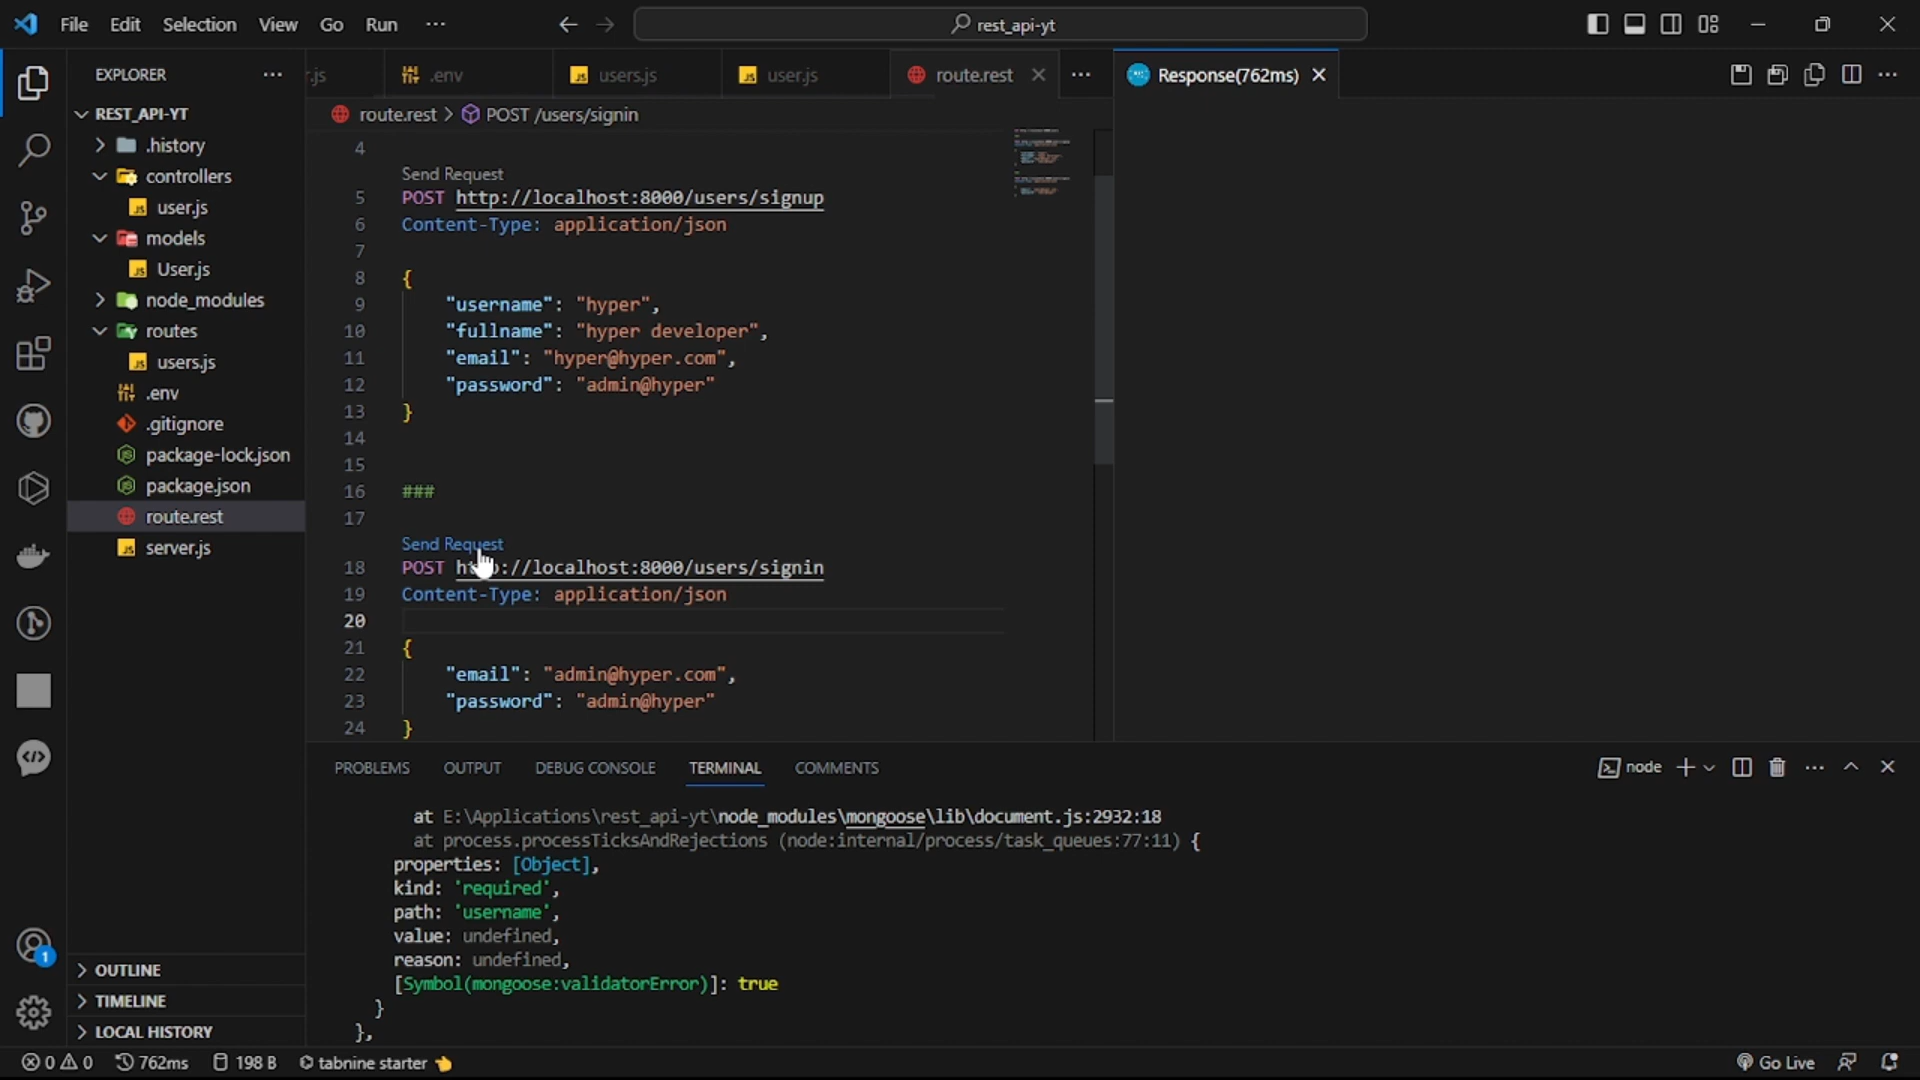 File Edit Selection View Go Run ··· rest_api-yt
EXPLORER ···
.js .env users.js user.js route.rest ··· Response(762ms) ···
REST_API-YT
.history
controllers
user.js
models
User.js
node_modules
routes
users.js
.env
.gitignore
package-lock.json
package.json
route.rest
server.js
OUTLINE
TIMELINE
LOCAL HISTORY
1
route.rest > POST /users/signin
4
Send Request
5 POST http://localhost:8000/users/signup
6 Content-Type: application/json
7
8 {
9 "username": "hyper",
10 "fullname": "hyper developer",
11 "email": "hyper@hyper.com",
12 "password": "admin@hyper"
13 }
14
15
16 ###
17
Send Request
18 POST http://localhost:8000/users/signin
19 Content-Type: application/json
20
21 {
22 "email": "admin@hyper.com",
23 "password": "admin@hyper"
24 }
PROBLEMS OUTPUT DEBUG CONSOLE TERMINAL COMMENTS node ···
at E:\Applications\rest_api-yt\node_modules\mongoose\lib\document.js:2932:18
at process.processTicksAndRejections (node:internal/process/task_queues:77:11) {
properties: [Object],
kind: 'required',
path: 'username',
value: undefined,
reason: undefined,
[Symbol(mongoose:validatorError)]: true
}
},
0 0 762ms 198 B tabnine starter Go Live